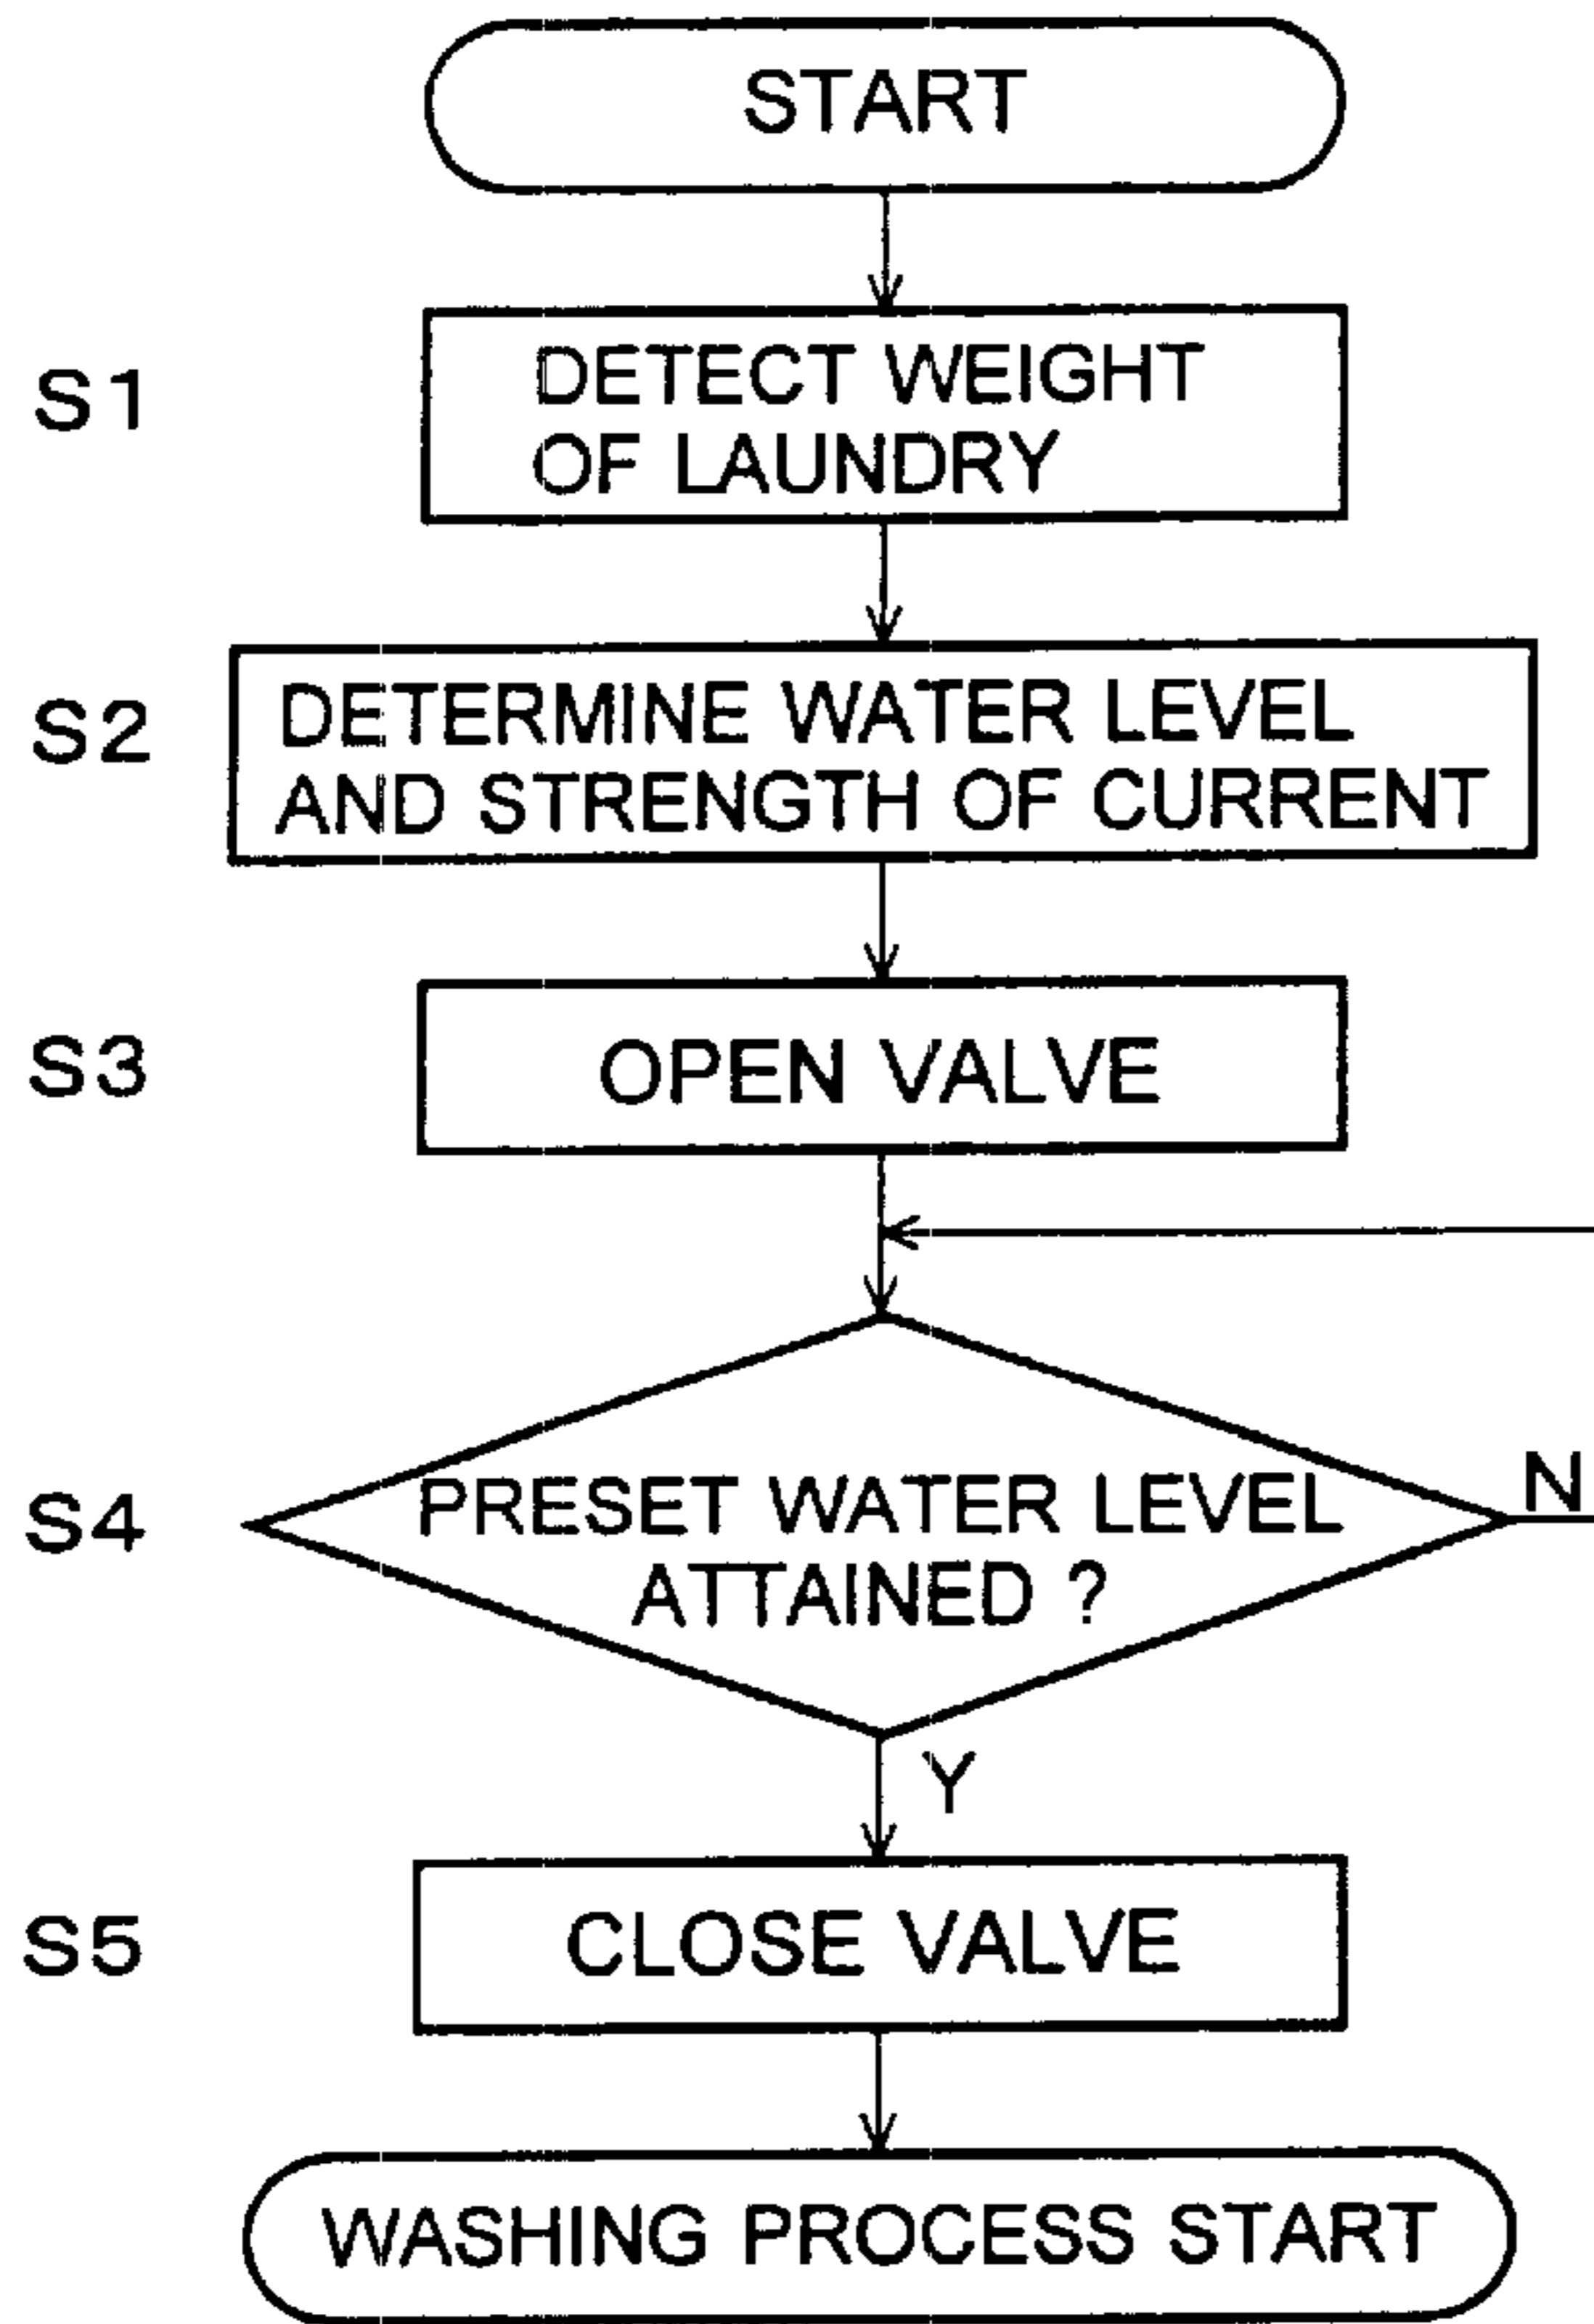 START
S1
DETECT WEIGHT
OF LAUNDRY
S2
DETERMINE WATER LEVEL
AND STRENGTH OF CURRENT
S3
OPEN VALVE
S4
PRESET WATER LEVEL
ATTAINED ?
N
Y
S5
CLOSE VALVE
WASHING PROCESS START